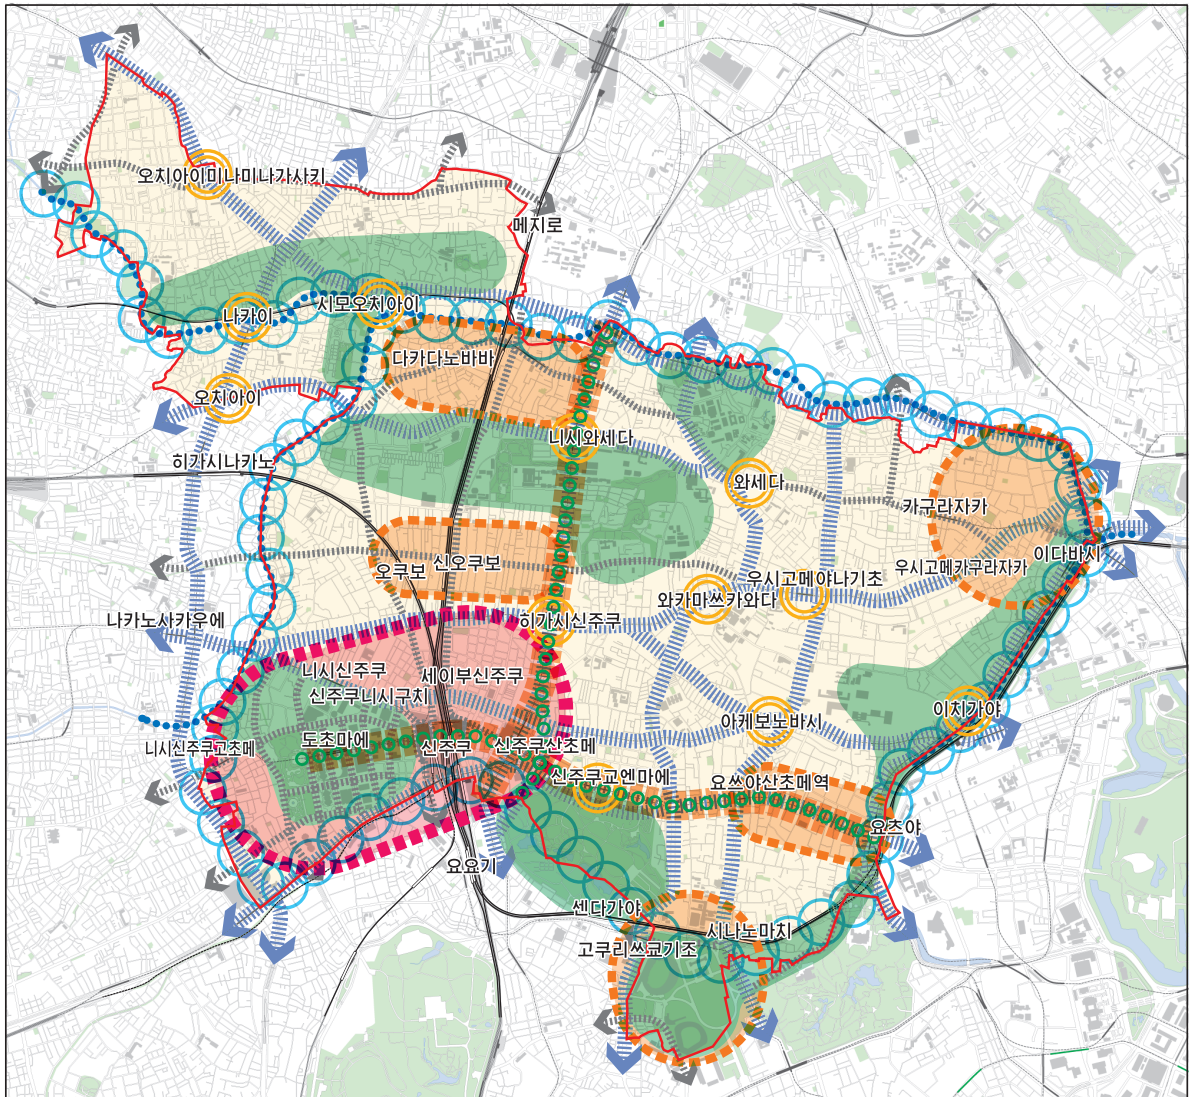 오치아이미나미나가사키
메지로
시모오치아이
나카이
다카다노바바
오치아이
니시와세다
히가시나카노
와세다
카구라자카
이다바시
신오쿠보
오쿠보
우시고메카구라자카
우시고메야나기초
와카마쓰카와다
나카노사카우에
히가시신주쿠
니시신주쿠
세이부신주쿠
신주쿠니시구치
이치가야
이케보노바시
도초마에
신주쿠
신주쿠산초메
니시신주쿠고초메
신주쿠교엔마에
요쓰야산초메역
요츠야
요요기
센다가야
시나노마치
고쿠리쓰쿄기조